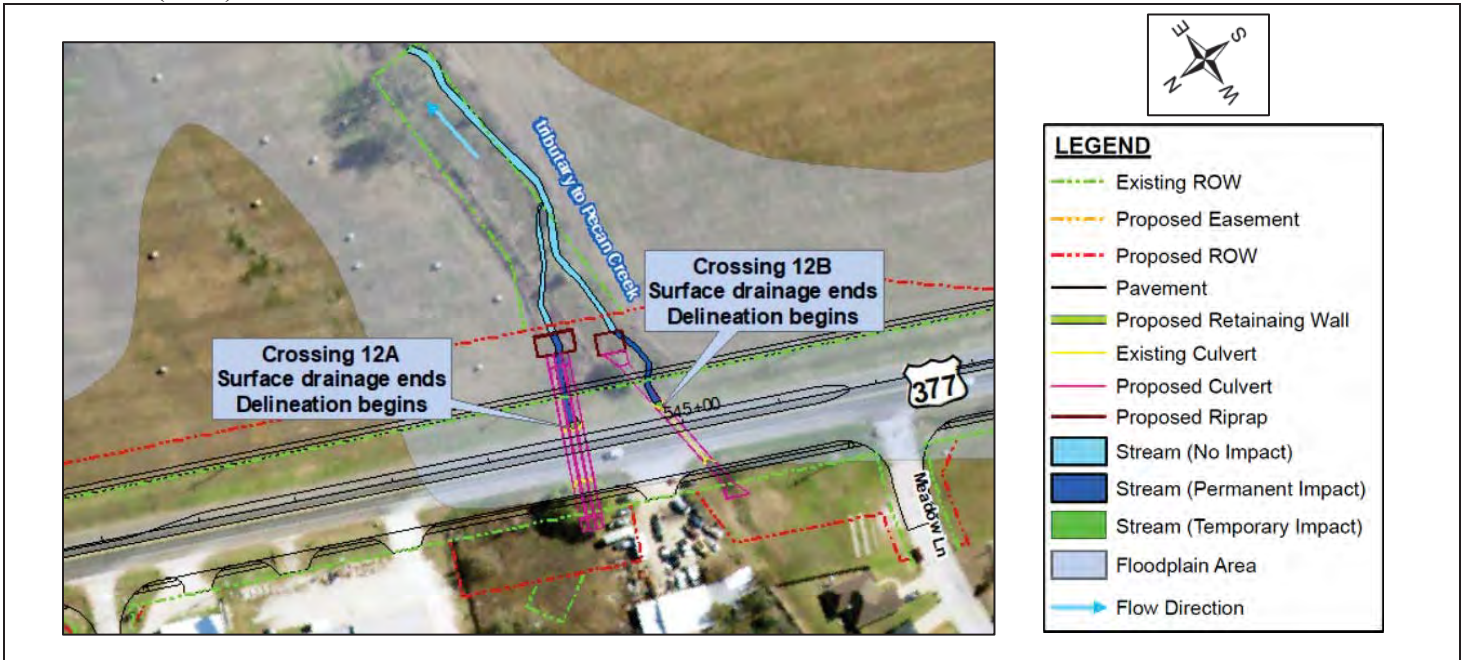 tributary to Pecan Creek
Crossing 12B
Surface drainage ends
Delineation begins
Crossing 12A
Surface drainage ends
Delineation begins
545+00
377
Meadow Ln
E
S
N
W
LEGEND
Existing ROW
Proposed Easement
Proposed ROW
Pavement
Proposed Retainaing Wall
Existing Culvert
Proposed Culvert
Proposed Riprap
Stream (No Impact)
Stream (Permanent Impact)
Stream (Temporary Impact)
Floodplain Area
Flow Direction